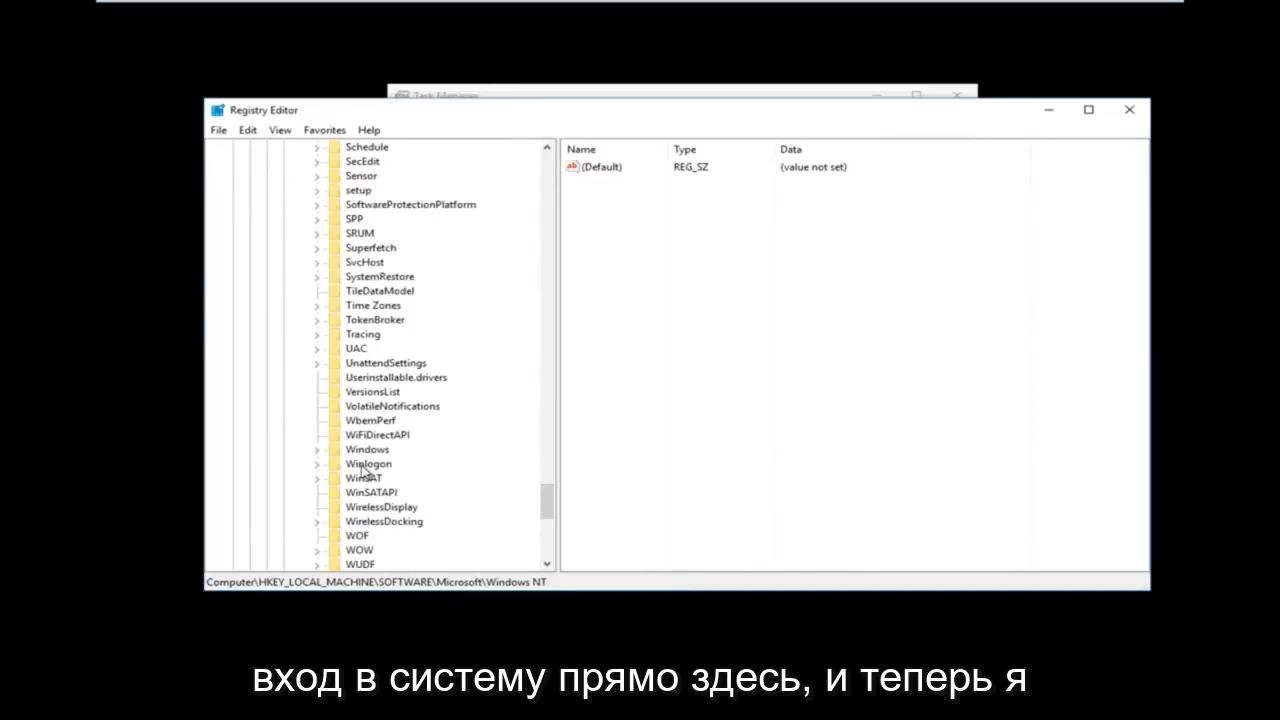 Task Manager
Registry Editor
File Edit View Favorites Help
Name Type Data
(Default) REG_SZ (value not set)
Schedule
SecEdit
Sensor
setup
SoftwareProtectionPlatform
SPP
SRUM
Superfetch
SvcHost
SystemRestore
TileDataModel
Time Zones
TokenBroker
Tracing
UAC
UnattendSettings
Userinstallable.drivers
VersionsList
VolatileNotifications
WbemPerf
WiFiDirectAPI
Windows
Winlogon
WinSAT
WinSATAPI
WirelessDisplay
WirelessDocking
WOF
WOW
WUDF
Computer\HKEY_LOCAL_MACHINE\SOFTWARE\Microsoft\Windows NT
вход в систему прямо здесь, и теперь я